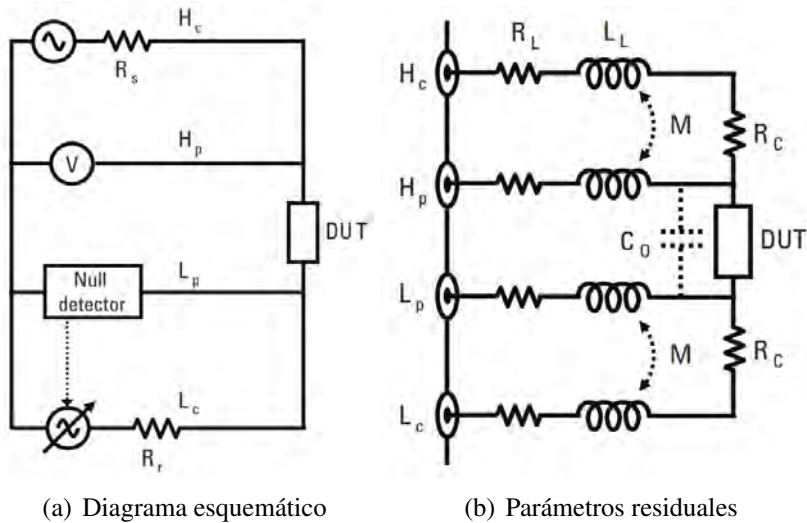 H_c
R_s
H_p
V
DUT
L_p
Null
detector
L_c
R_r
R_L
L_L
H_c
M
R_C
H_p
C_O
DUT
L_p
M
R_C
L_c
(a) Diagrama esquemático
(b) Parámetros residuales